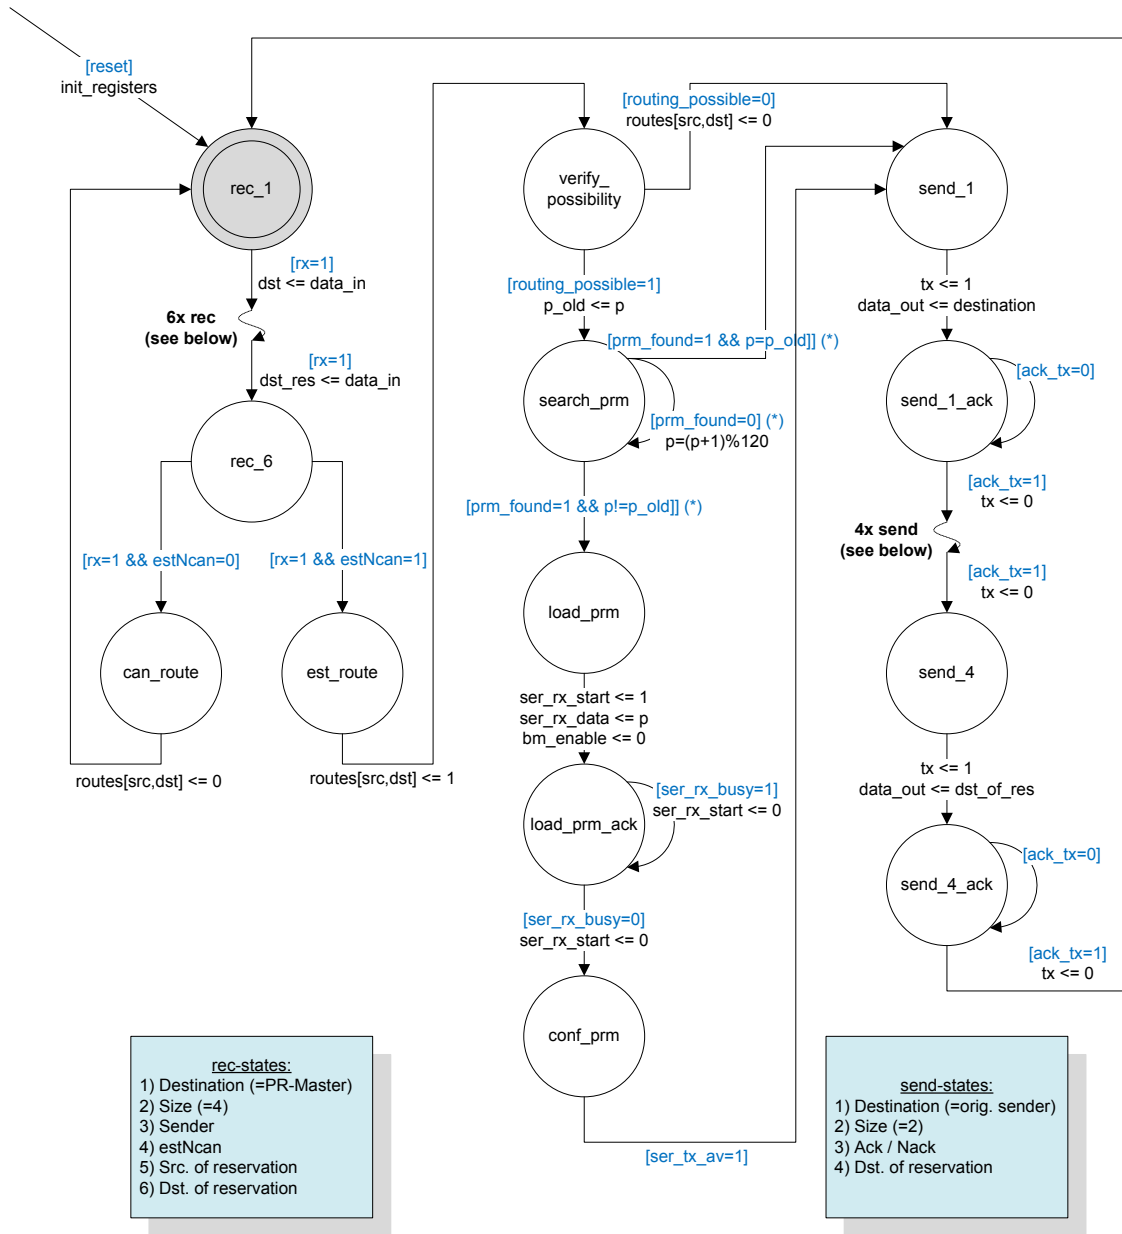 [reset]
init_registers
rec_1
[rx=1]
dst <= data_in
6x rec
(see below)
[rx=1]
dst_res <= data_in
rec_6
[rx=1 && estNcan=0]
[rx=1 && estNcan=1]
can_route
est_route
routes[src,dst] <= 0
routes[src,dst] <= 1
verify_
possibility
[routing_possible=0]
routes[src,dst] <= 0
[routing_possible=1]
p_old <= p
[prm_found=1 && p=p_old]] (*)
search_prm
[prm_found=0] (*)
p=(p+1)%120
[prm_found=1 && p!=p_old]] (*)
load_prm
ser_rx_start <= 1
ser_rx_data <= p
bm_enable <= 0
load_prm_ack
[ser_rx_busy=1]
ser_rx_start <= 0
[ser_rx_busy=0]
ser_rx_start <= 0
conf_prm
[ser_tx_av=1]
send_1
tx <= 1
data_out <= destination
send_1_ack
[ack_tx=0]
[ack_tx=1]
tx <= 0
4x send
(see below)
[ack_tx=1]
tx <= 0
send_4
tx <= 1
data_out <= dst_of_res
send_4_ack
[ack_tx=0]
[ack_tx=1]
tx <= 0
rec-states:
1) Destination (=PR-Master)
2) Size (=4)
3) Sender
4) estNcan
5) Src. of reservation
6) Dst. of reservation
send-states:
1) Destination (=orig. sender)
2) Size (=2)
3) Ack / Nack
4) Dst. of reservation